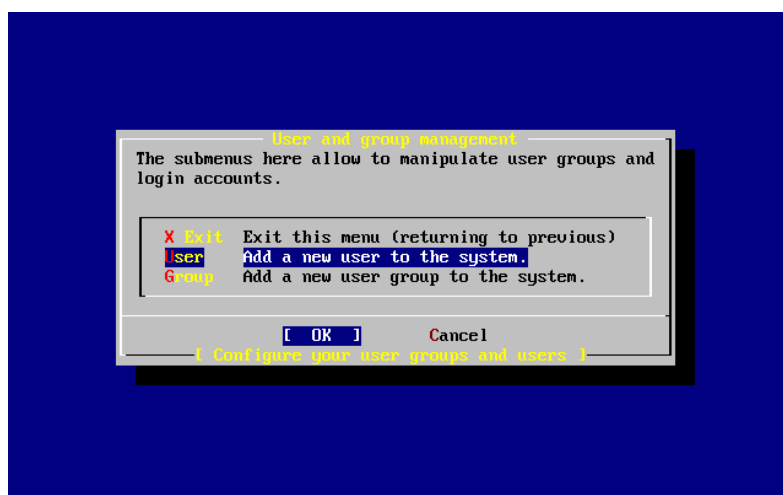 User and group management
The submenus here allow to manipulate user groups and
login accounts.
X Exit Exit this menu (returning to previous)
User Add a new user to the system.
Group Add a new user group to the system.
[ OK ] Cancel
[ Configure your user groups and users ]